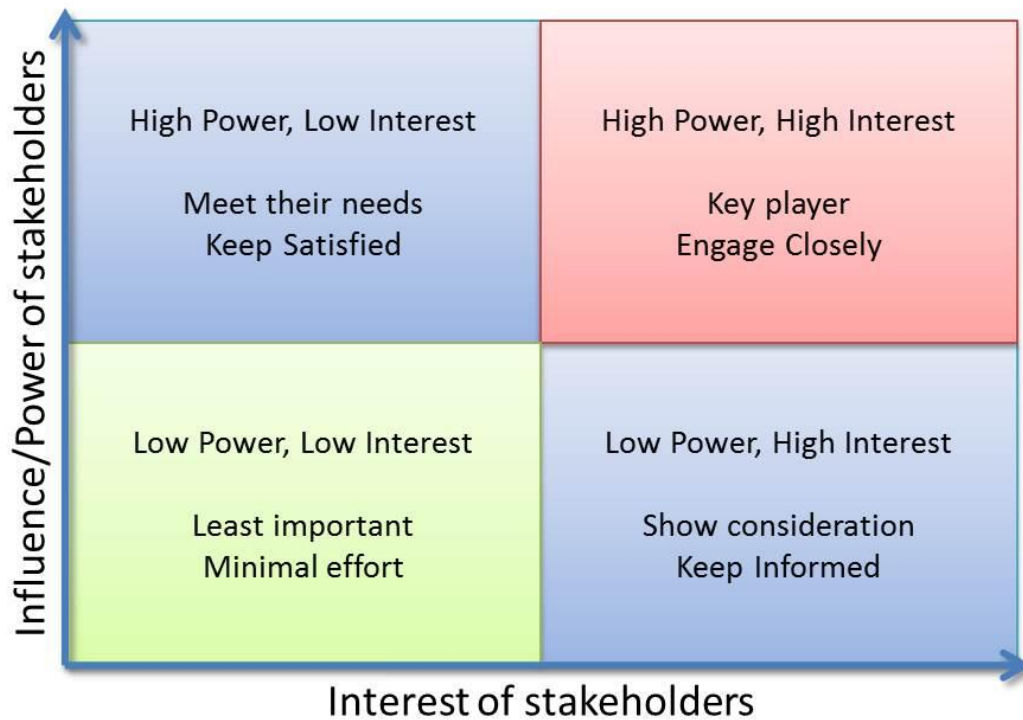 Influence/Power of stakeholders
High Power, Low Interest
Meet their needs
Keep Satisfied
High Power, High Interest
Key player
Engage Closely
Low Power, Low Interest
Least important
Minimal effort
Low Power, High Interest
Show consideration
Keep Informed
Interest of stakeholders